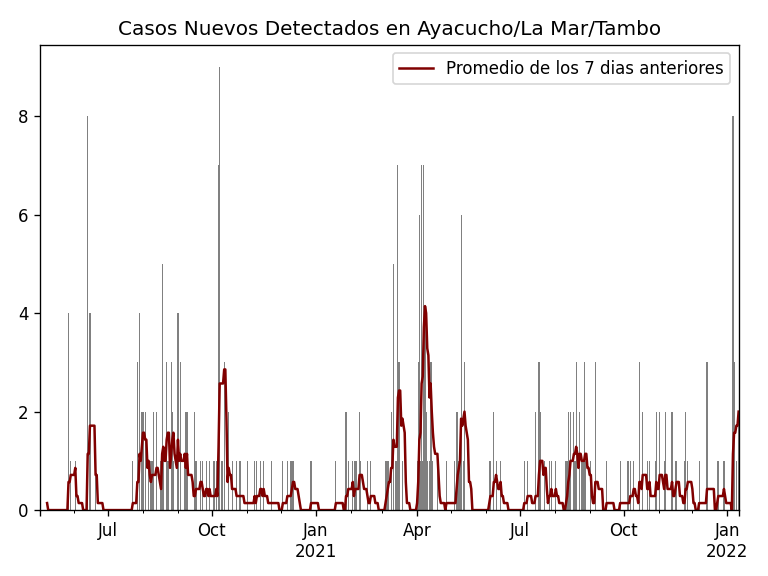 Casos Nuevos Detectados en Ayacucho/La Mar/Tambo
Promedio de los 7 dias anteriores
8
6
4
2
0
Jul
Oct
Jan
2021
Apr
Jul
Oct
Jan
2022